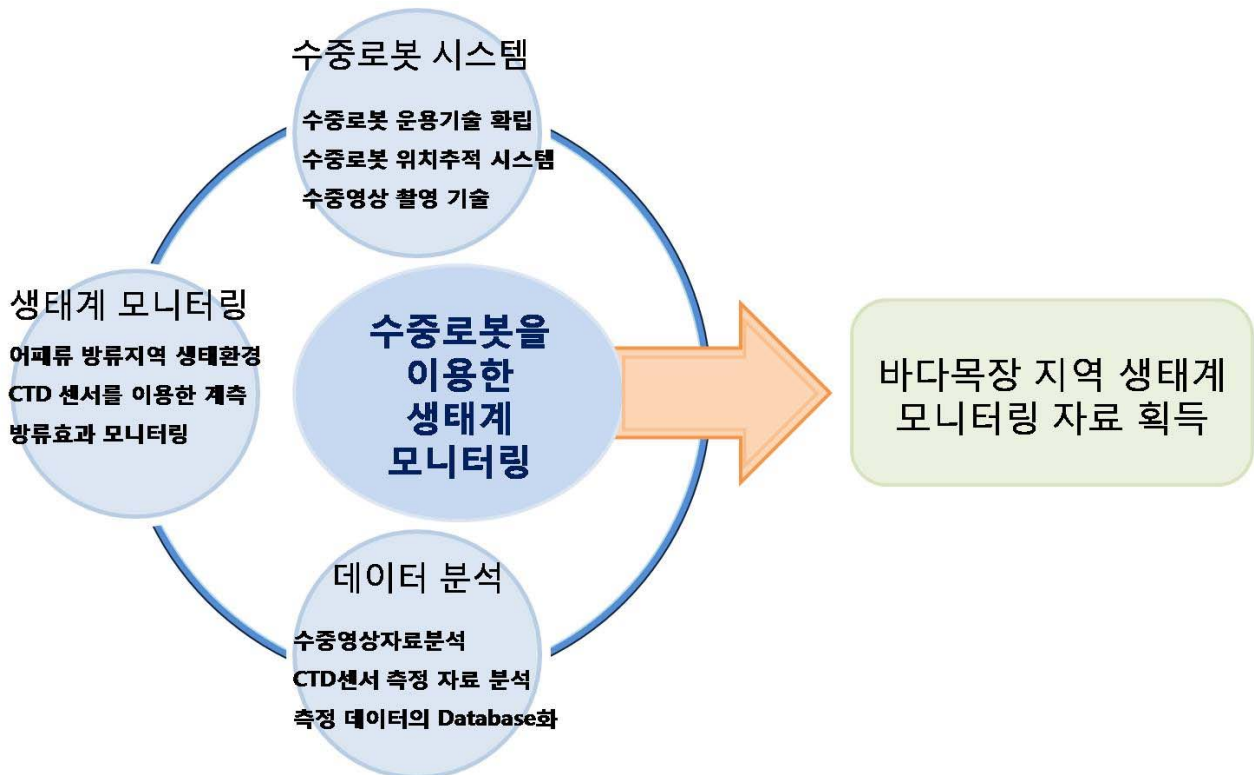 수중로봇 시스템
수중로봇 운용기술 확립
수중로봇 위치추적 시스템
수중영상 촬영 기술
생태계 모니터링
어패류 방류지역 생태환경
CTD 센서를 이용한 계측
방류효과 모니터링
수중로봇을
이용한
생태계
모니터링
바다목장 지역 생태계
모니터링 자료 획득
데이터 분석
수중영상자료분석
CTD센서 측정 자료 분석
측정 데이터의 Database화